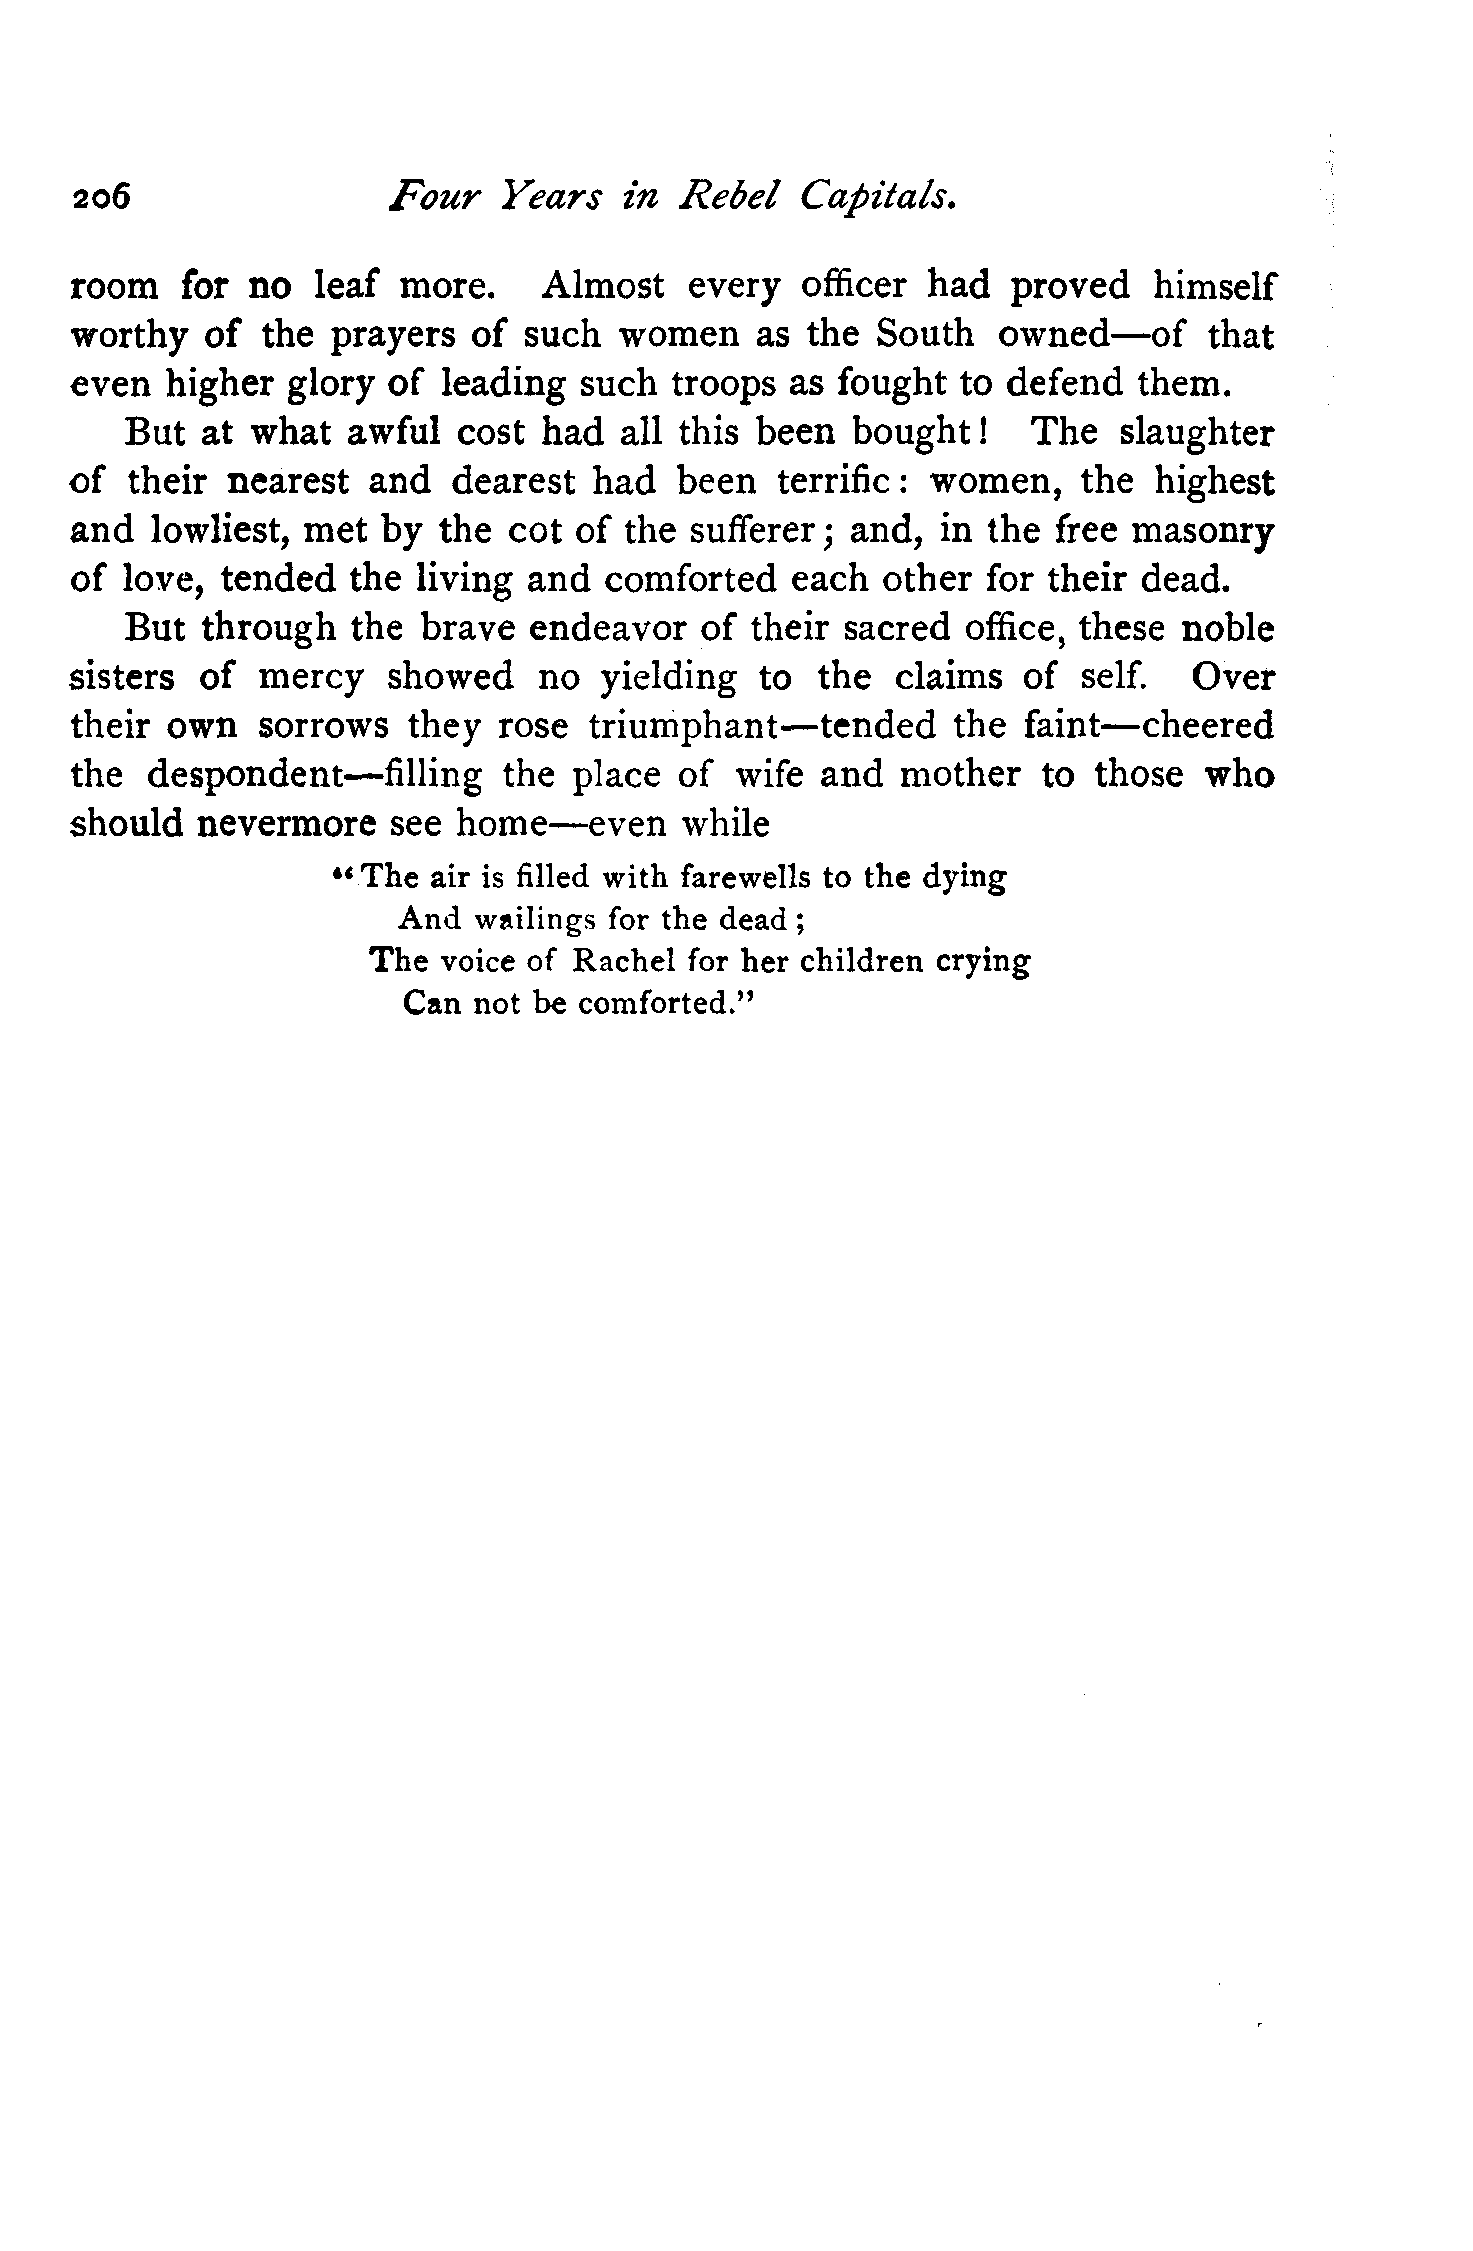 206 Four Years in Rebel Capitals.
room for no leaf more. Almost every officer had proved himself
worthy of the prayers of such women as the South owned—of that
even higher glory of leading such troops as fought to defend them.
But at what awful cost had all this been bought! The slaughter
of their nearest and dearest had been terrific: women, the highest
and lowliest, met by the cot of the sufferer; and, in the free masonry
of love, tended the living and comforted each other for their dead.
But through the brave endeavor of their sacred office, these noble
sisters of mercy showed no yielding to the claims of self. Over
their own sorrows they rose triumphant—tended the faint—cheered
the despondent—filling the place of wife and mother to those who
should nevermore see home—even while
"The air is filled with farewells to the dying
And wailings for the dead;
The voice of Rachel for her children crying
Can not be comforted."